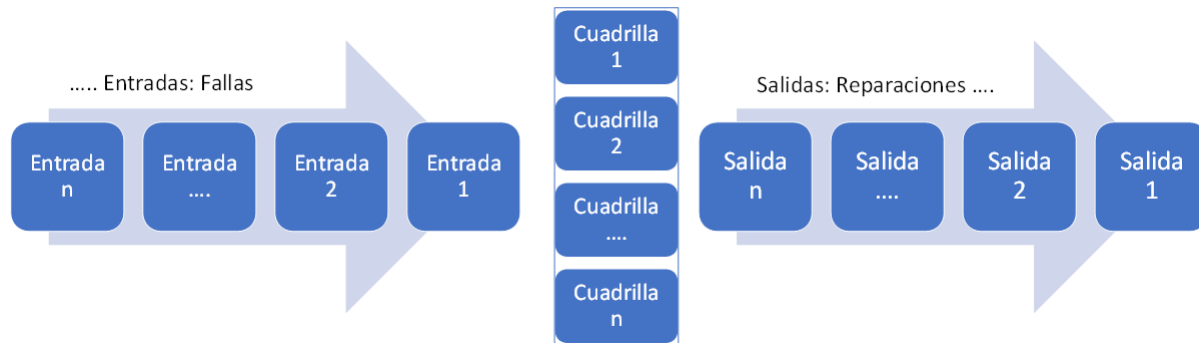 ..... Entradas: Fallas
Entrada
n
Entrada
....
Entrada
2
Entrada
1
Cuadrilla
1
Cuadrilla
2
Cuadrilla
....
Cuadrilla
n
Salidas: Reparaciones ....
Salida
n
Salida
....
Salida
2
Salida
1